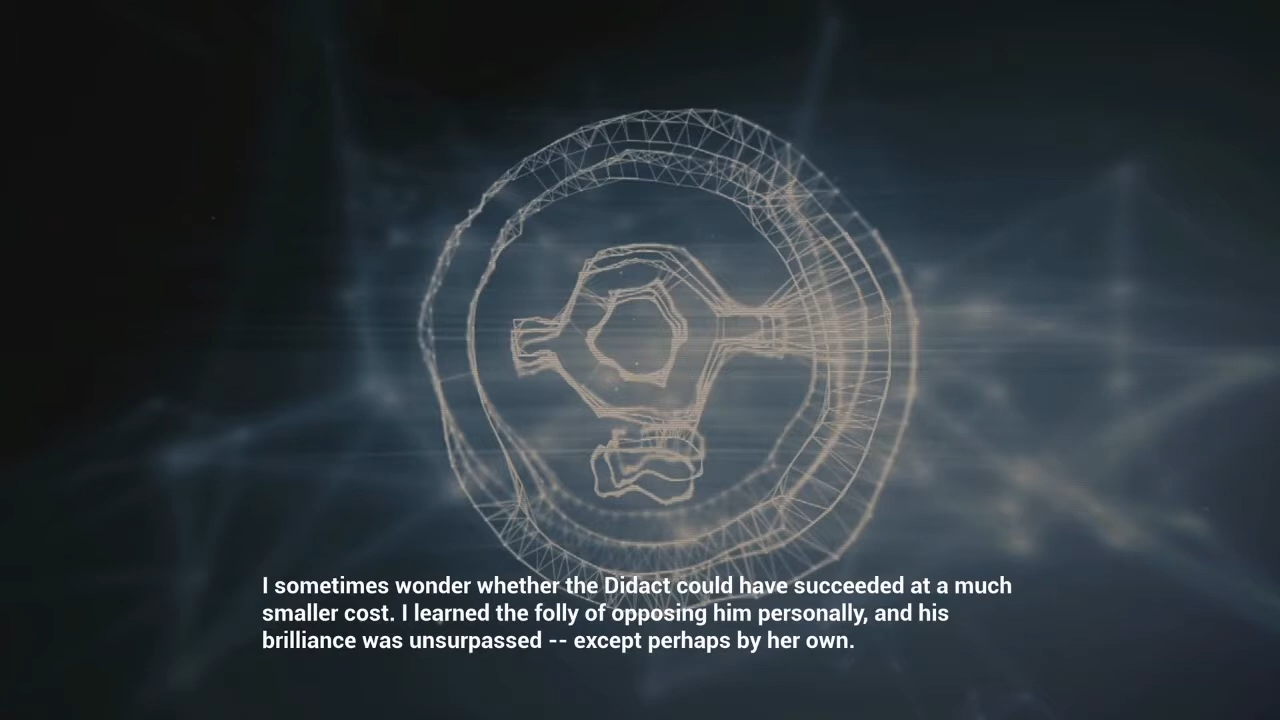 I sometimes wonder whether the Didact could have succeeded at a much
smaller cost. I learned the folly of opposing him personally, and his
brilliance was unsurpassed -- except perhaps by her own.